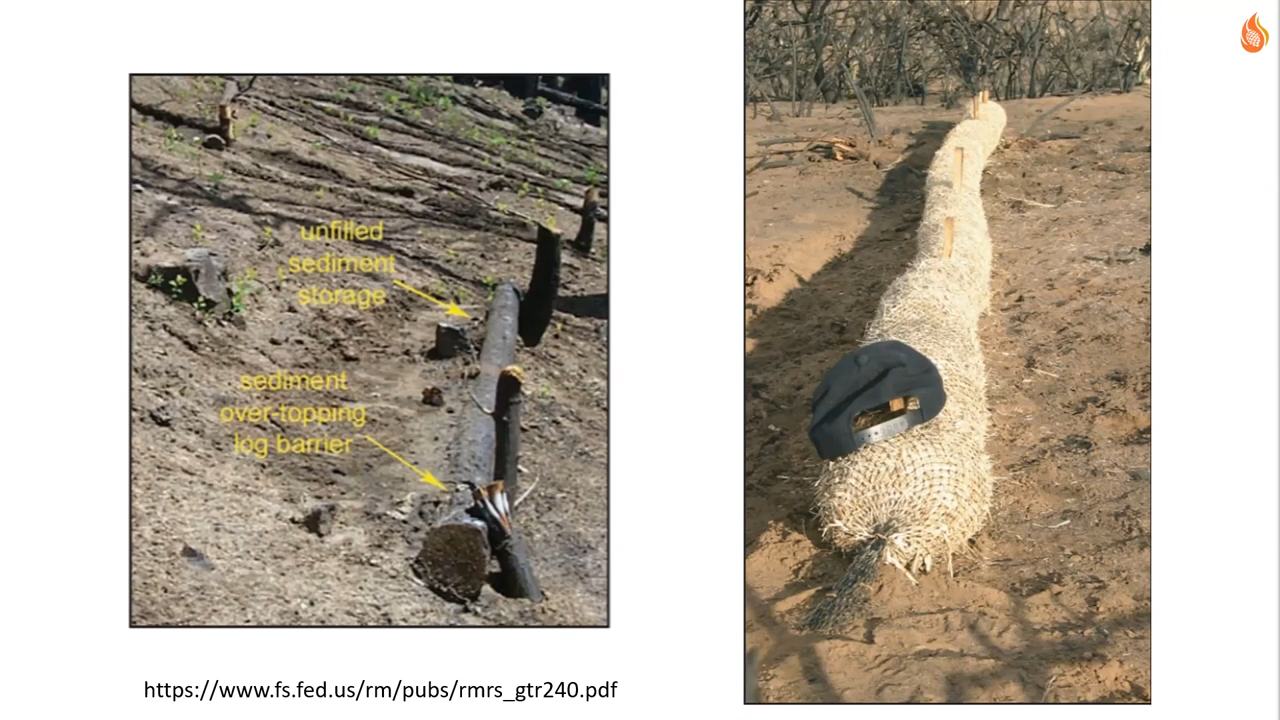 unfilled
sediment
storage
sediment
over-topping
log barrier
https://www.fs.fed.us/rm/pubs/rmrs_gtr240.pdf